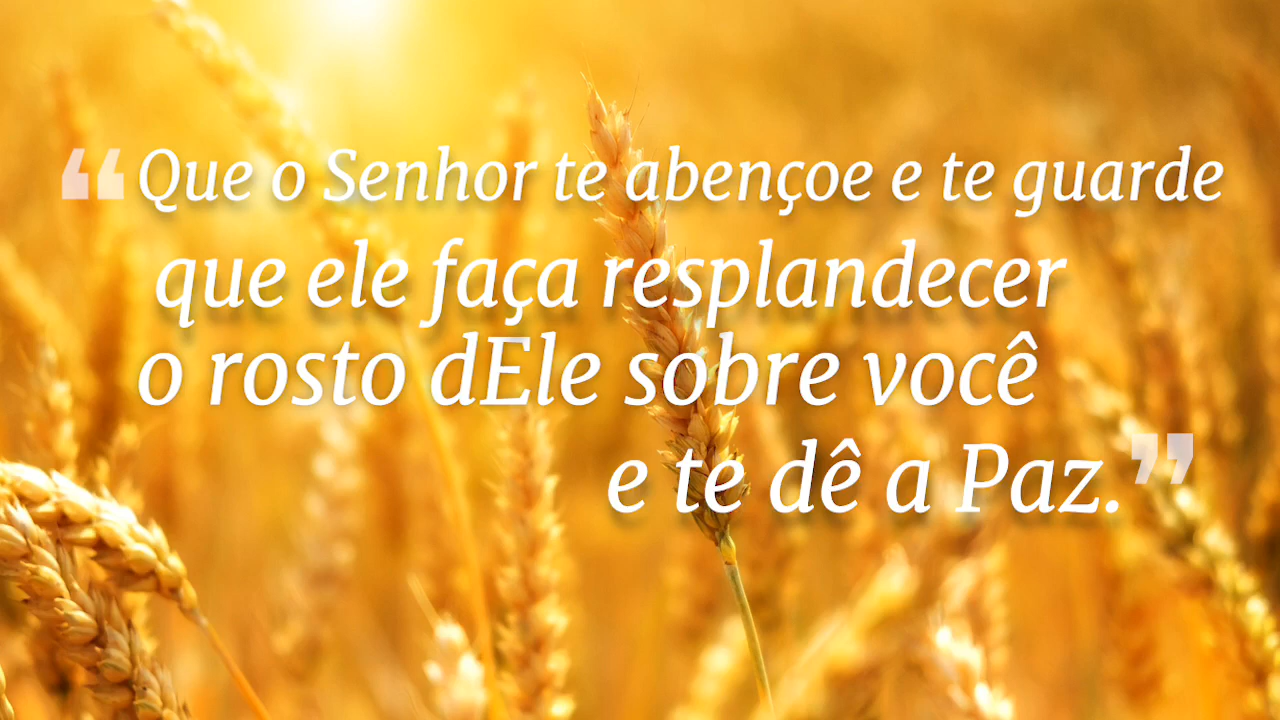 “Que o Senhor te abençoe e te guarde
que ele faça resplandecer
o rosto dEle sobre você
e te dê a Paz.”